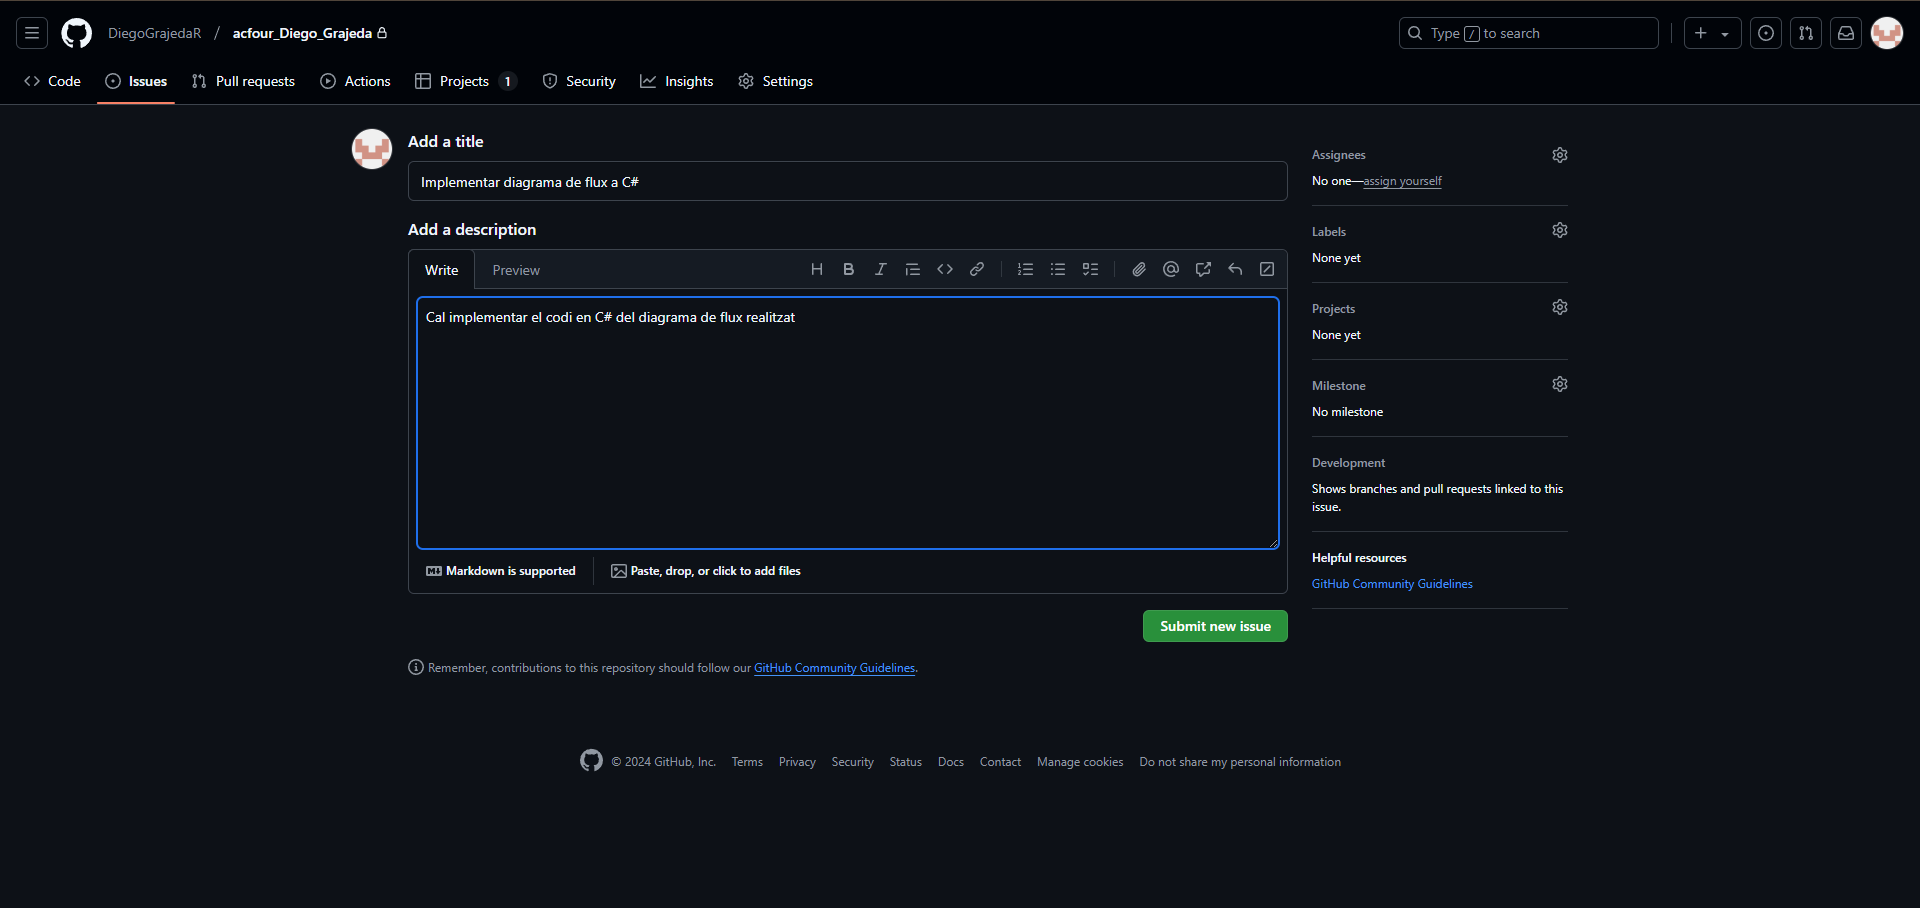 DiegoGrajedaR / acfour_Diego_Grajeda
Type / to search
Code Issues Pull requests Actions Projects 1 Security Insights Settings
Add a title
Implementar diagrama de flux a C#
Add a description
Write Preview
Cal implementar el codi en C# del diagrama de flux realitzat
Markdown is supported
Paste, drop, or click to add files
Submit new issue
Remember, contributions to this repository should follow our GitHub Community Guidelines.
Assignees
No one—assign yourself
Labels
None yet
Projects
None yet
Milestone
No milestone
Development
Shows branches and pull requests linked to this
issue.
Helpful resources
GitHub Community Guidelines
© 2024 GitHub, Inc. Terms Privacy Security Status Docs Contact Manage cookies Do not share my personal information